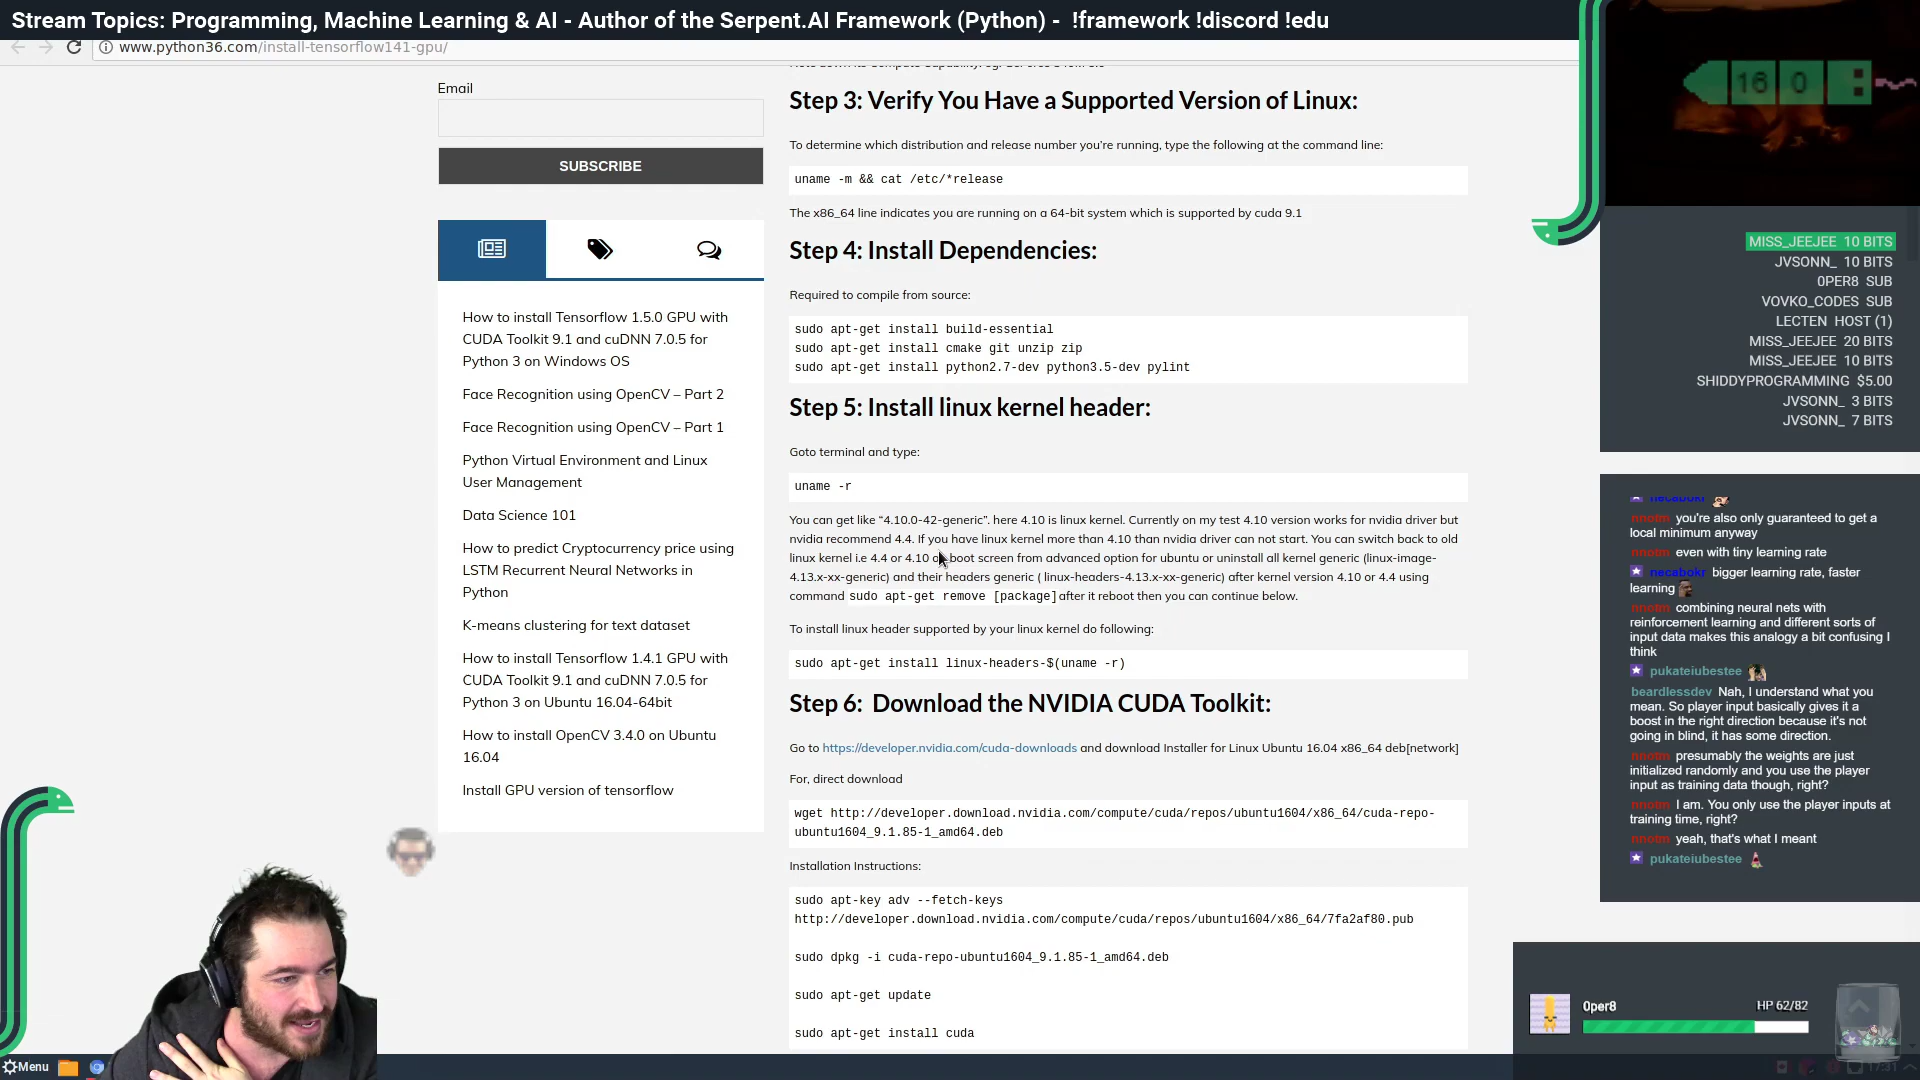 Stream Topics: Programming, Machine Learning & AI - Author of the Serpent.AI Framework (Python) -  !framework !discord !edu
www.python36.com/install-tensorflow141-gpu/
Email
SUBSCRIBE
How to install Tensorflow 1.5.0 GPU with
CUDA Toolkit 9.1 and cuDNN 7.0.5 for
Python 3 on Windows OS
Face Recognition using OpenCV – Part 2
Face Recognition using OpenCV – Part 1
Python Virtual Environment and Linux
User Management
Data Science 101
How to predict Cryptocurrency price using
LSTM Recurrent Neural Networks in
Python
K-means clustering for text dataset
How to install Tensorflow 1.4.1 GPU with
CUDA Toolkit 9.1 and cuDNN 7.0.5 for
Python 3 on Ubuntu 16.04-64bit
How to install OpenCV 3.4.0 on Ubuntu
16.04
Install GPU version of tensorflow
Step 3: Verify You Have a Supported Version of Linux:
To determine which distribution and release number you’re running, type the following at the command line:
uname -m && cat /etc/*release
The x86_64 line indicates you are running on a 64-bit system which is supported by cuda 9.1
Step 4: Install Dependencies:
Required to compile from source:
sudo apt-get install build-essential
sudo apt-get install cmake git unzip zip
sudo apt-get install python2.7-dev python3.5-dev pylint
Step 5: Install linux kernel header:
Goto terminal and type:
uname -r
You can get like “4.10.0-42-generic”. here 4.10 is linux kernel. Currently on my test 4.10 version works for nvidia driver but
nvidia recommend 4.4. If you have linux kernel more than 4.10 than nvidia driver can not start. You can switch back to old
linux kernel i.e 4.4 or 4.10 boot screen from advanced option for ubuntu or uninstall all kernel generic (linux-image-
4.13.x-xx-generic) and their headers generic ( linux-headers-4.13.x-xx-generic) after kernel version 4.10 or 4.4 using
command sudo apt-get remove [package] after it reboot then you can continue below.
To install linux header supported by your linux kernel do following:
sudo apt-get install linux-headers-$(uname -r)
Step 6:  Download the NVIDIA CUDA Toolkit:
Go to https://developer.nvidia.com/cuda-downloads and download Installer for Linux Ubuntu 16.04 x86_64 deb[network]
For, direct download
wget http://developer.download.nvidia.com/compute/cuda/repos/ubuntu1604/x86_64/cuda-repo-
ubuntu1604_9.1.85-1_amd64.deb
Installation Instructions:
sudo apt-key adv --fetch-keys
http://developer.download.nvidia.com/compute/cuda/repos/ubuntu1604/x86_64/7fa2af80.pub
sudo dpkg -i cuda-repo-ubuntu1604_9.1.85-1_amd64.deb
sudo apt-get update
sudo apt-get install cuda
16 0
MISS_JEEJEE 10 BITS
JVSONN_ 10 BITS
0PER8 SUB
VOVKO_CODES SUB
LECTEN HOST (1)
MISS_JEEJEE 20 BITS
MISS_JEEJEE 10 BITS
SHIDDYPROGRAMMING $5.00
JVSONN_ 3 BITS
JVSONN_ 7 BITS
necabokr
nnotm you're also only guaranteed to get a
local minimum anyway
nnotm even with tiny learning rate
necabokr bigger learning rate, faster
learning
nnotm combining neural nets with
reinforcement learning and different sorts of
input data makes this analogy a bit confusing I
think
pukateiubestee
beardlessdev Nah, I understand what you
mean. So player input basically gives it a
boost in the right direction because it's not
going in blind, it has some direction.
nnotm presumably the weights are just
initialized randomly and you use the player
input as training data though, right?
nnotm I am. You only use the player inputs at
training time, right?
nnotm yeah, that's what I meant
pukateiubestee
0per8 HP 62/82
Menu
17:31